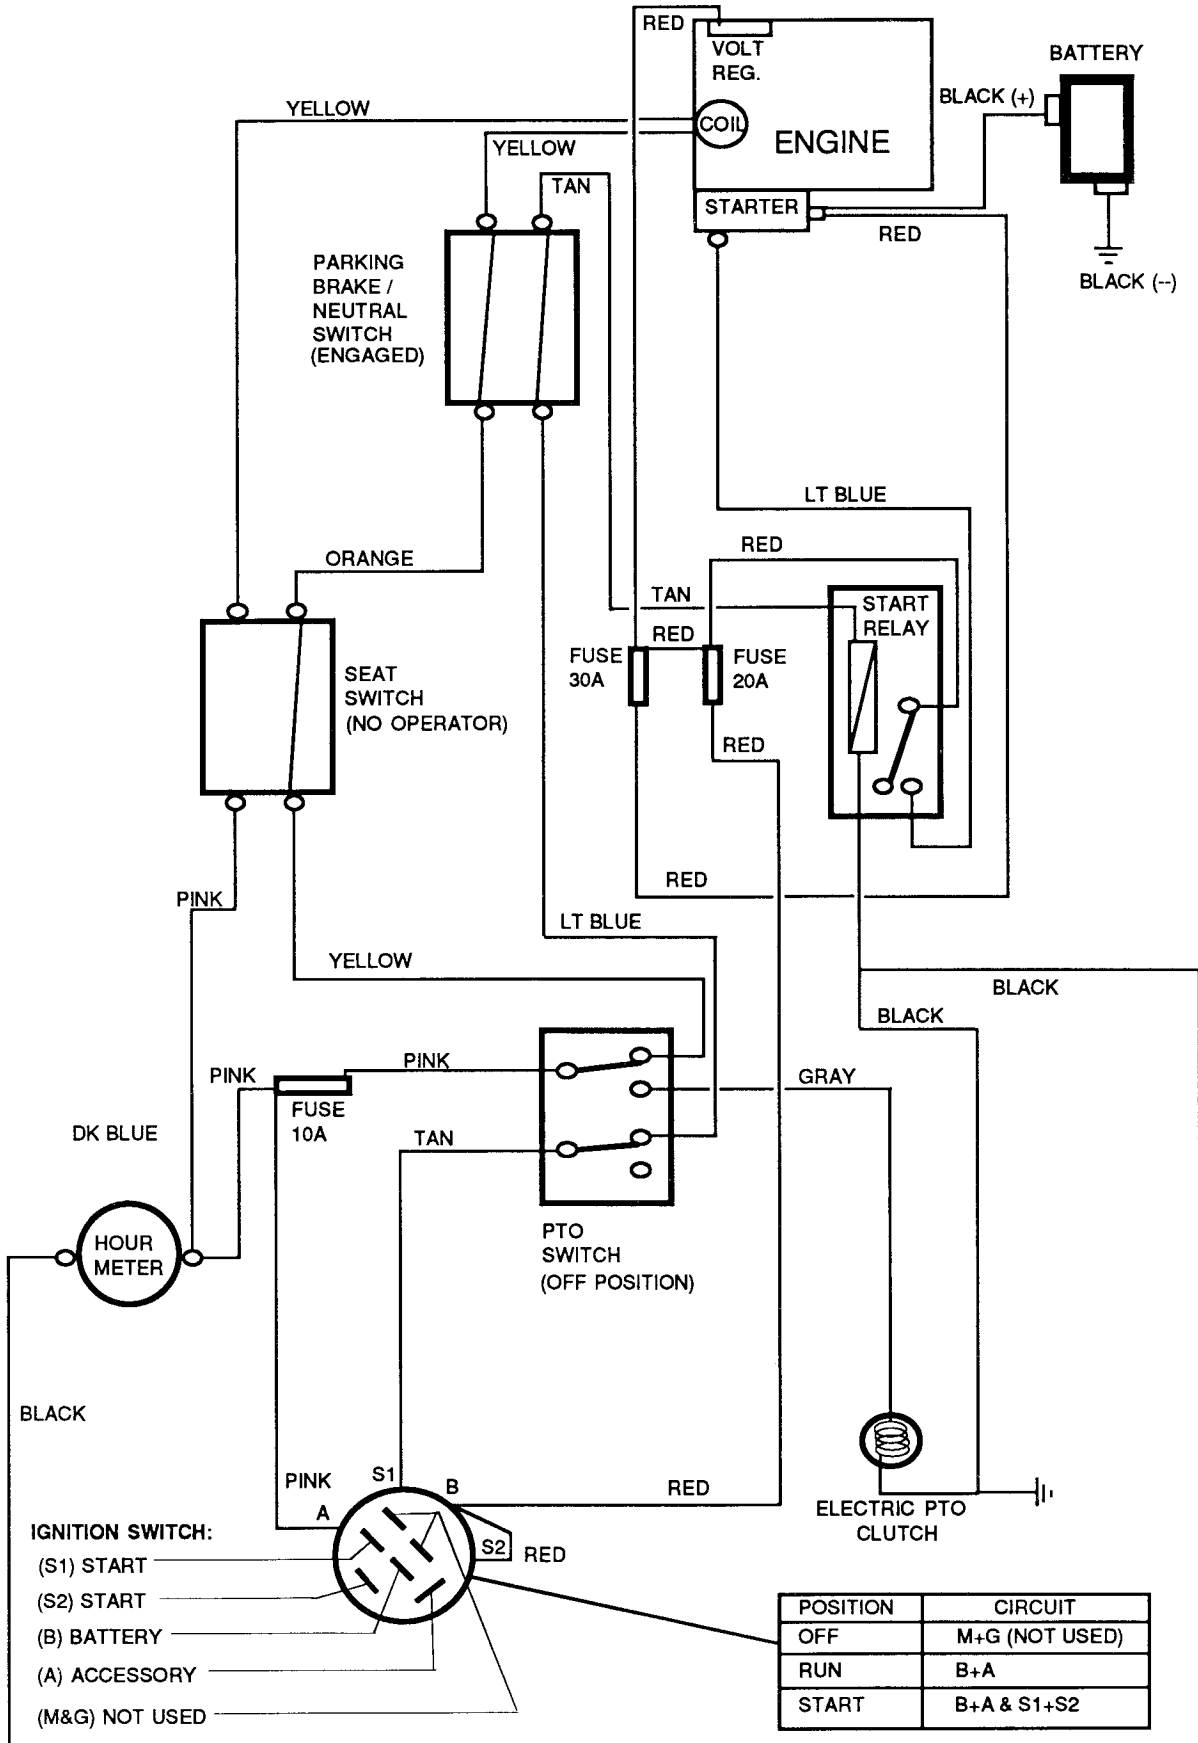 RED
VOLT
REG.
BATTERY
BLACK (+)
YELLOW
COIL
ENGINE
YELLOW
TAN
STARTER
RED
BLACK (--)
PARKING
BRAKE /
NEUTRAL
SWITCH
(ENGAGED)
LT BLUE
RED
ORANGE
TAN
START
RELAY
RED
FUSE
30A
FUSE
20A
SEAT
SWITCH
(NO OPERATOR)
RED
RED
PINK
LT BLUE
YELLOW
BLACK
BLACK
PINK
PINK
GRAY
FUSE
10A
DK BLUE
TAN
HOUR
METER
PTO
SWITCH
(OFF POSITION)
BLACK
PINK
S1
B
RED
A
ELECTRIC PTO
CLUTCH
S2
RED
IGNITION SWITCH:
(S1) START
(S2) START
(B) BATTERY
(A) ACCESSORY
(M&G) NOT USED
POSITION CIRCUIT
OFF M+G (NOT USED)
RUN B+A
START B+A & S1+S2